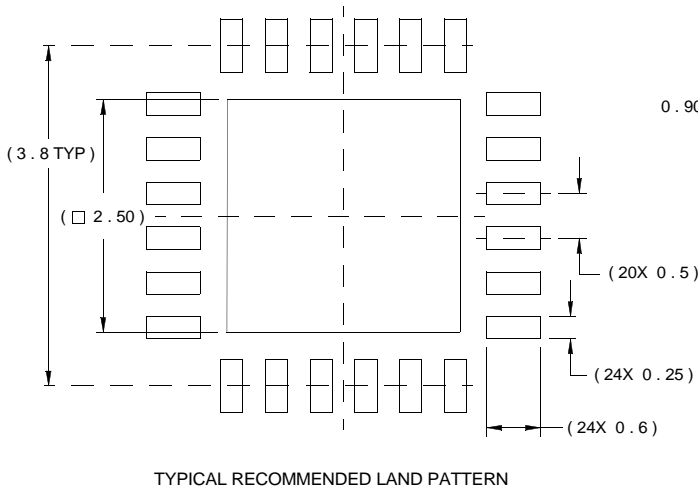 0.90
( 3 . 8 TYP )
( □ 2 . 50 )
( 20X 0 . 5 )
( 24X 0 . 25 )
( 24X 0 . 6 )
TYPICAL RECOMMENDED LAND PATTERN